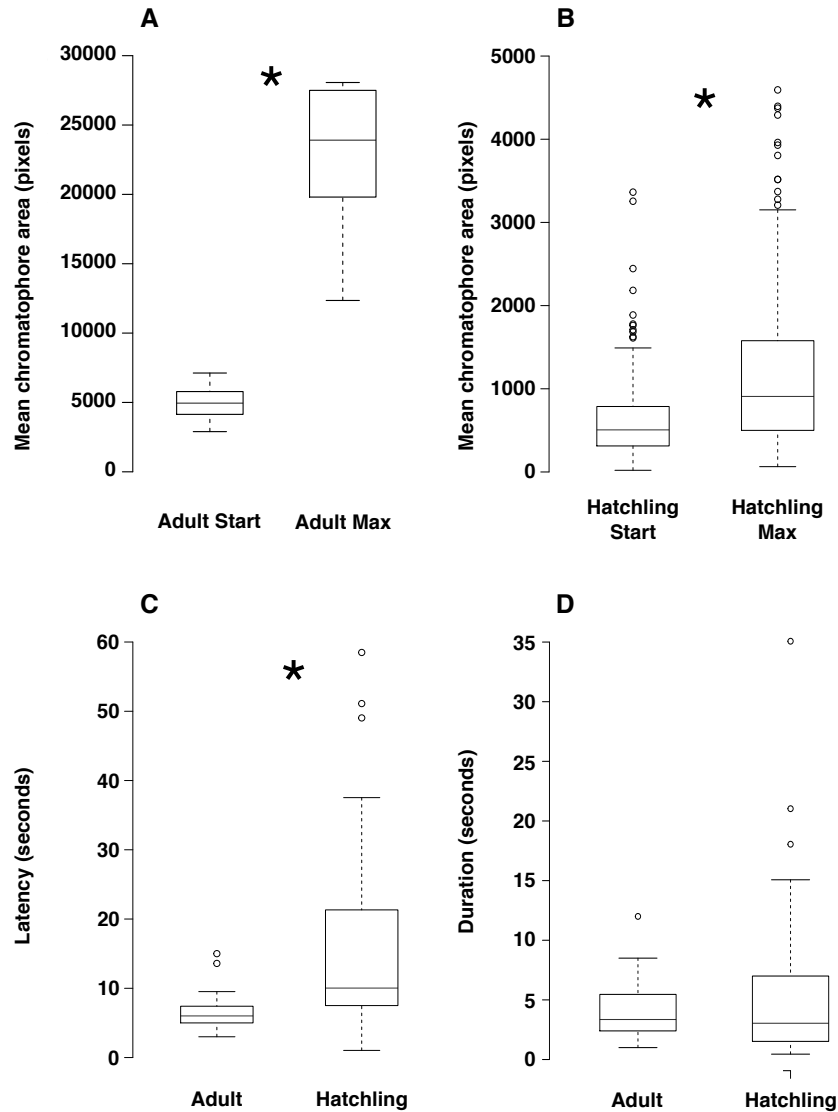 A
Mean chromatophore area (pixels)
30000
25000
20000
15000
10000
5000
0
*
Adult Start
Adult Max
B
Mean chromatophore area (pixels)
5000
4000
3000
2000
1000
0
*
Hatchling
Start
Hatchling
Max
C
Latency (seconds)
60
50
40
30
20
10
0
*
Adult
Hatchling
D
Duration (seconds)
35
30
25
20
15
10
5
0
Adult
Hatchling